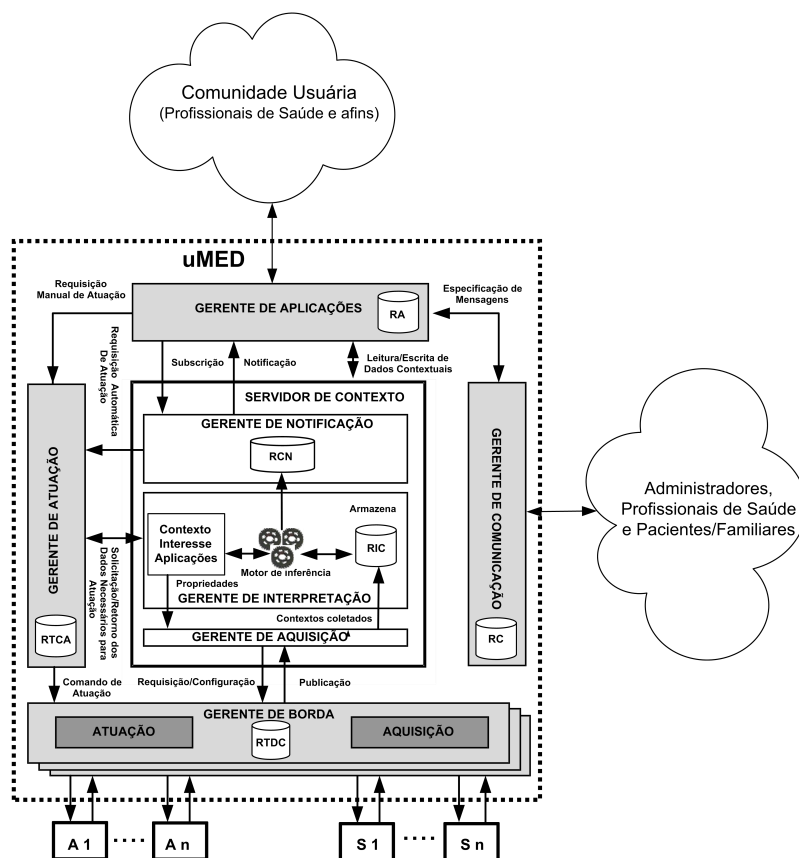 Comunidade Usuária
(Profissionais de Saúde e afins)
uMED
Requisição
Manual de Atuação
Especificação de
Mensagens
GERENTE DE APLICAÇÕES
RA
Requisição Automática
De Atuação
Subscrição
Notificação
Leitura/Escrita de
Dados Contextuais
SERVIDOR DE CONTEXTO
GERENTE DE NOTIFICAÇÃO
RCN
GERENTE DE ATUAÇÃO
RTCA
Solicitação/Retorno dos
Dados Necessários para
Atuação
Contexto
Interesse
Aplicações
Armazena
RIC
Motor de inferência
Propriedades
GERENTE DE INTERPRETAÇÃO
Contextos coletados
GERENTE DE AQUISIÇÃO
GERENTE DE COMUNICAÇÃO
RC
Administradores,
Profissionais de Saúde
e Pacientes/Familiares
Comando de
Atuação
Requisição/Configuração
Publicação
GERENTE DE BORDA
ATUAÇÃO
RTDC
AQUISIÇÃO
A 1
A n
S 1
S n